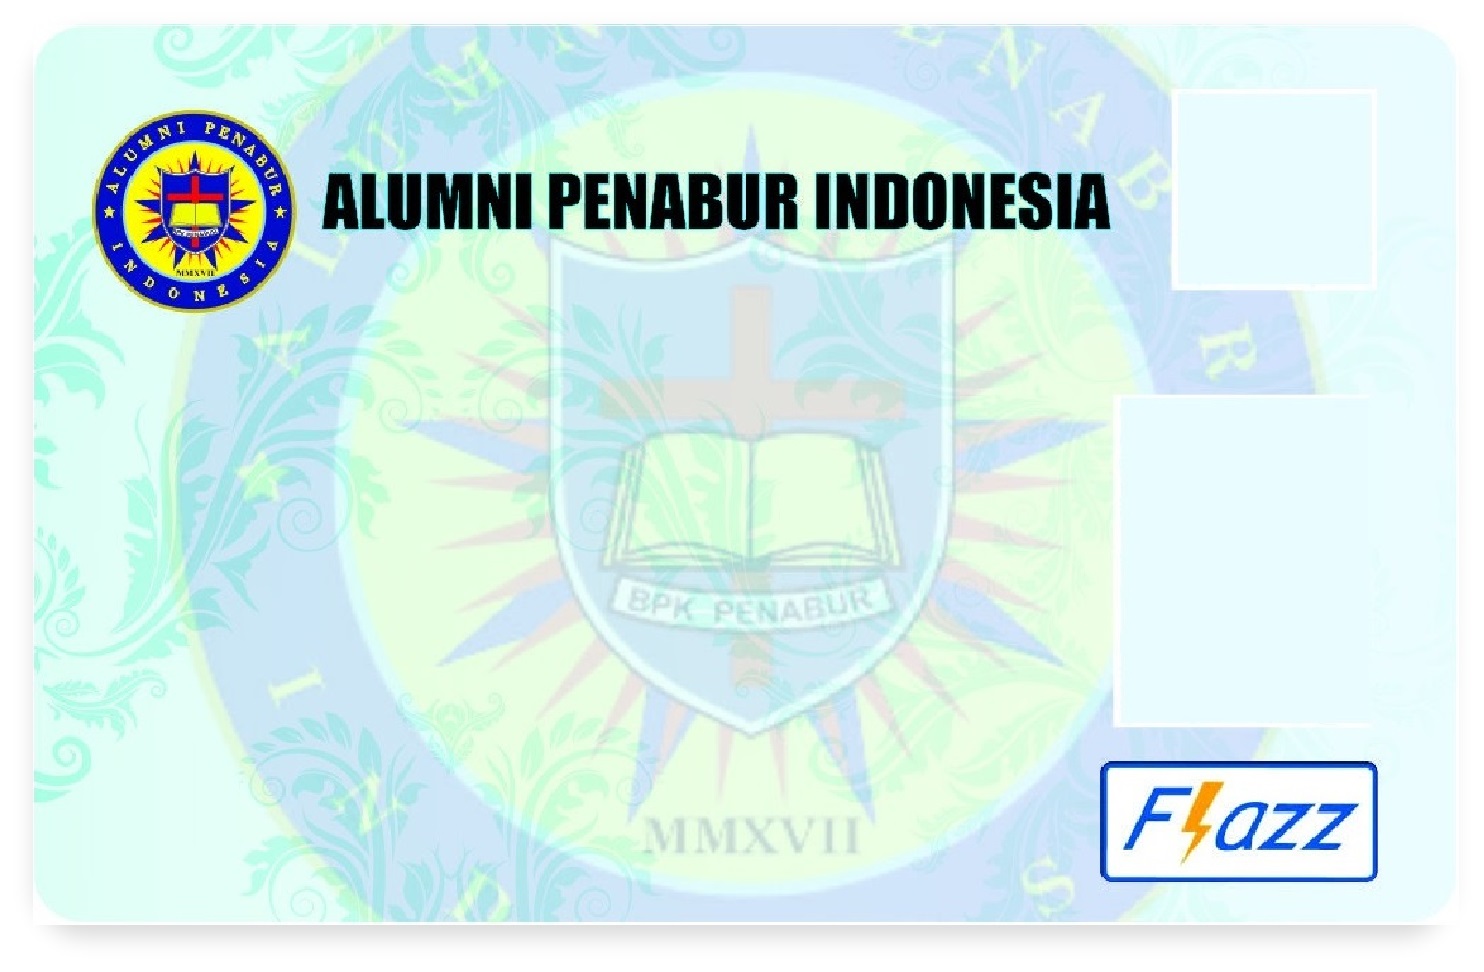 ALUMNI PENABUR INDONESIA
MMXVII
ALUMNI PENABUR INDONESIA
BPK PENABUR
MMXVII
Flazz